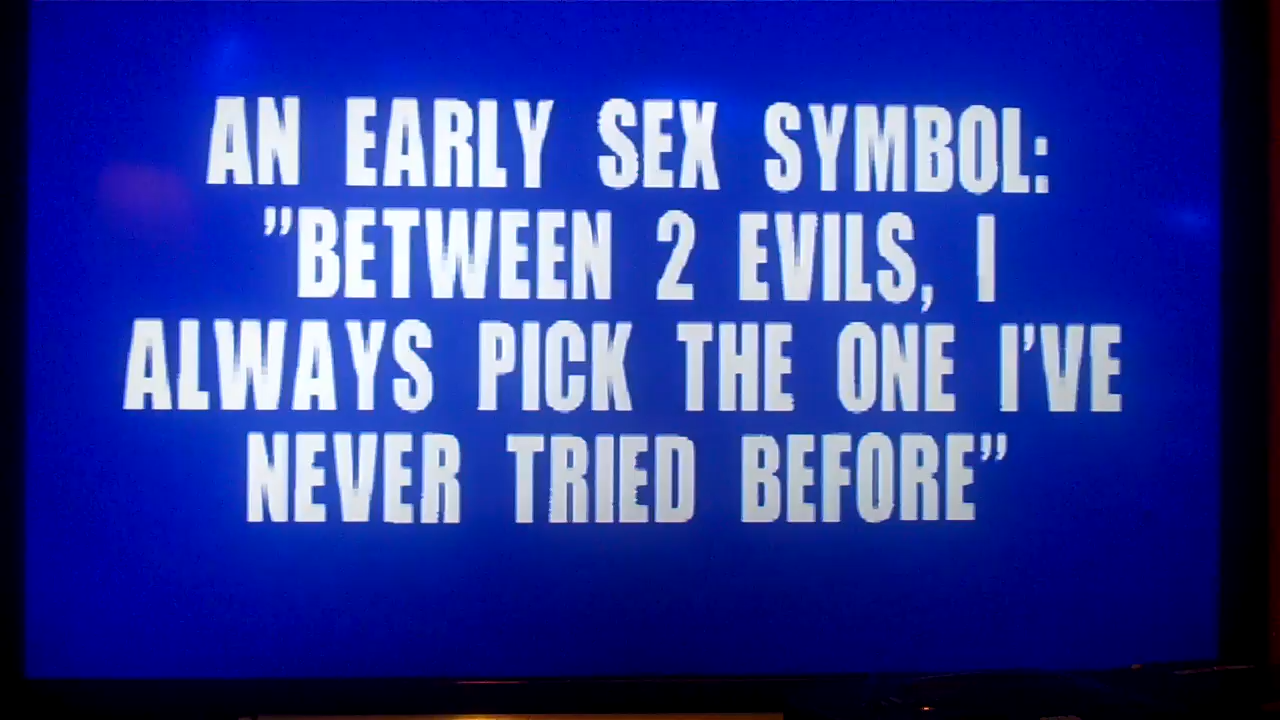 AN EARLY SEX SYMBOL:
"BETWEEN 2 EVILS, I
ALWAYS PICK THE ONE I'VE
NEVER TRIED BEFORE"